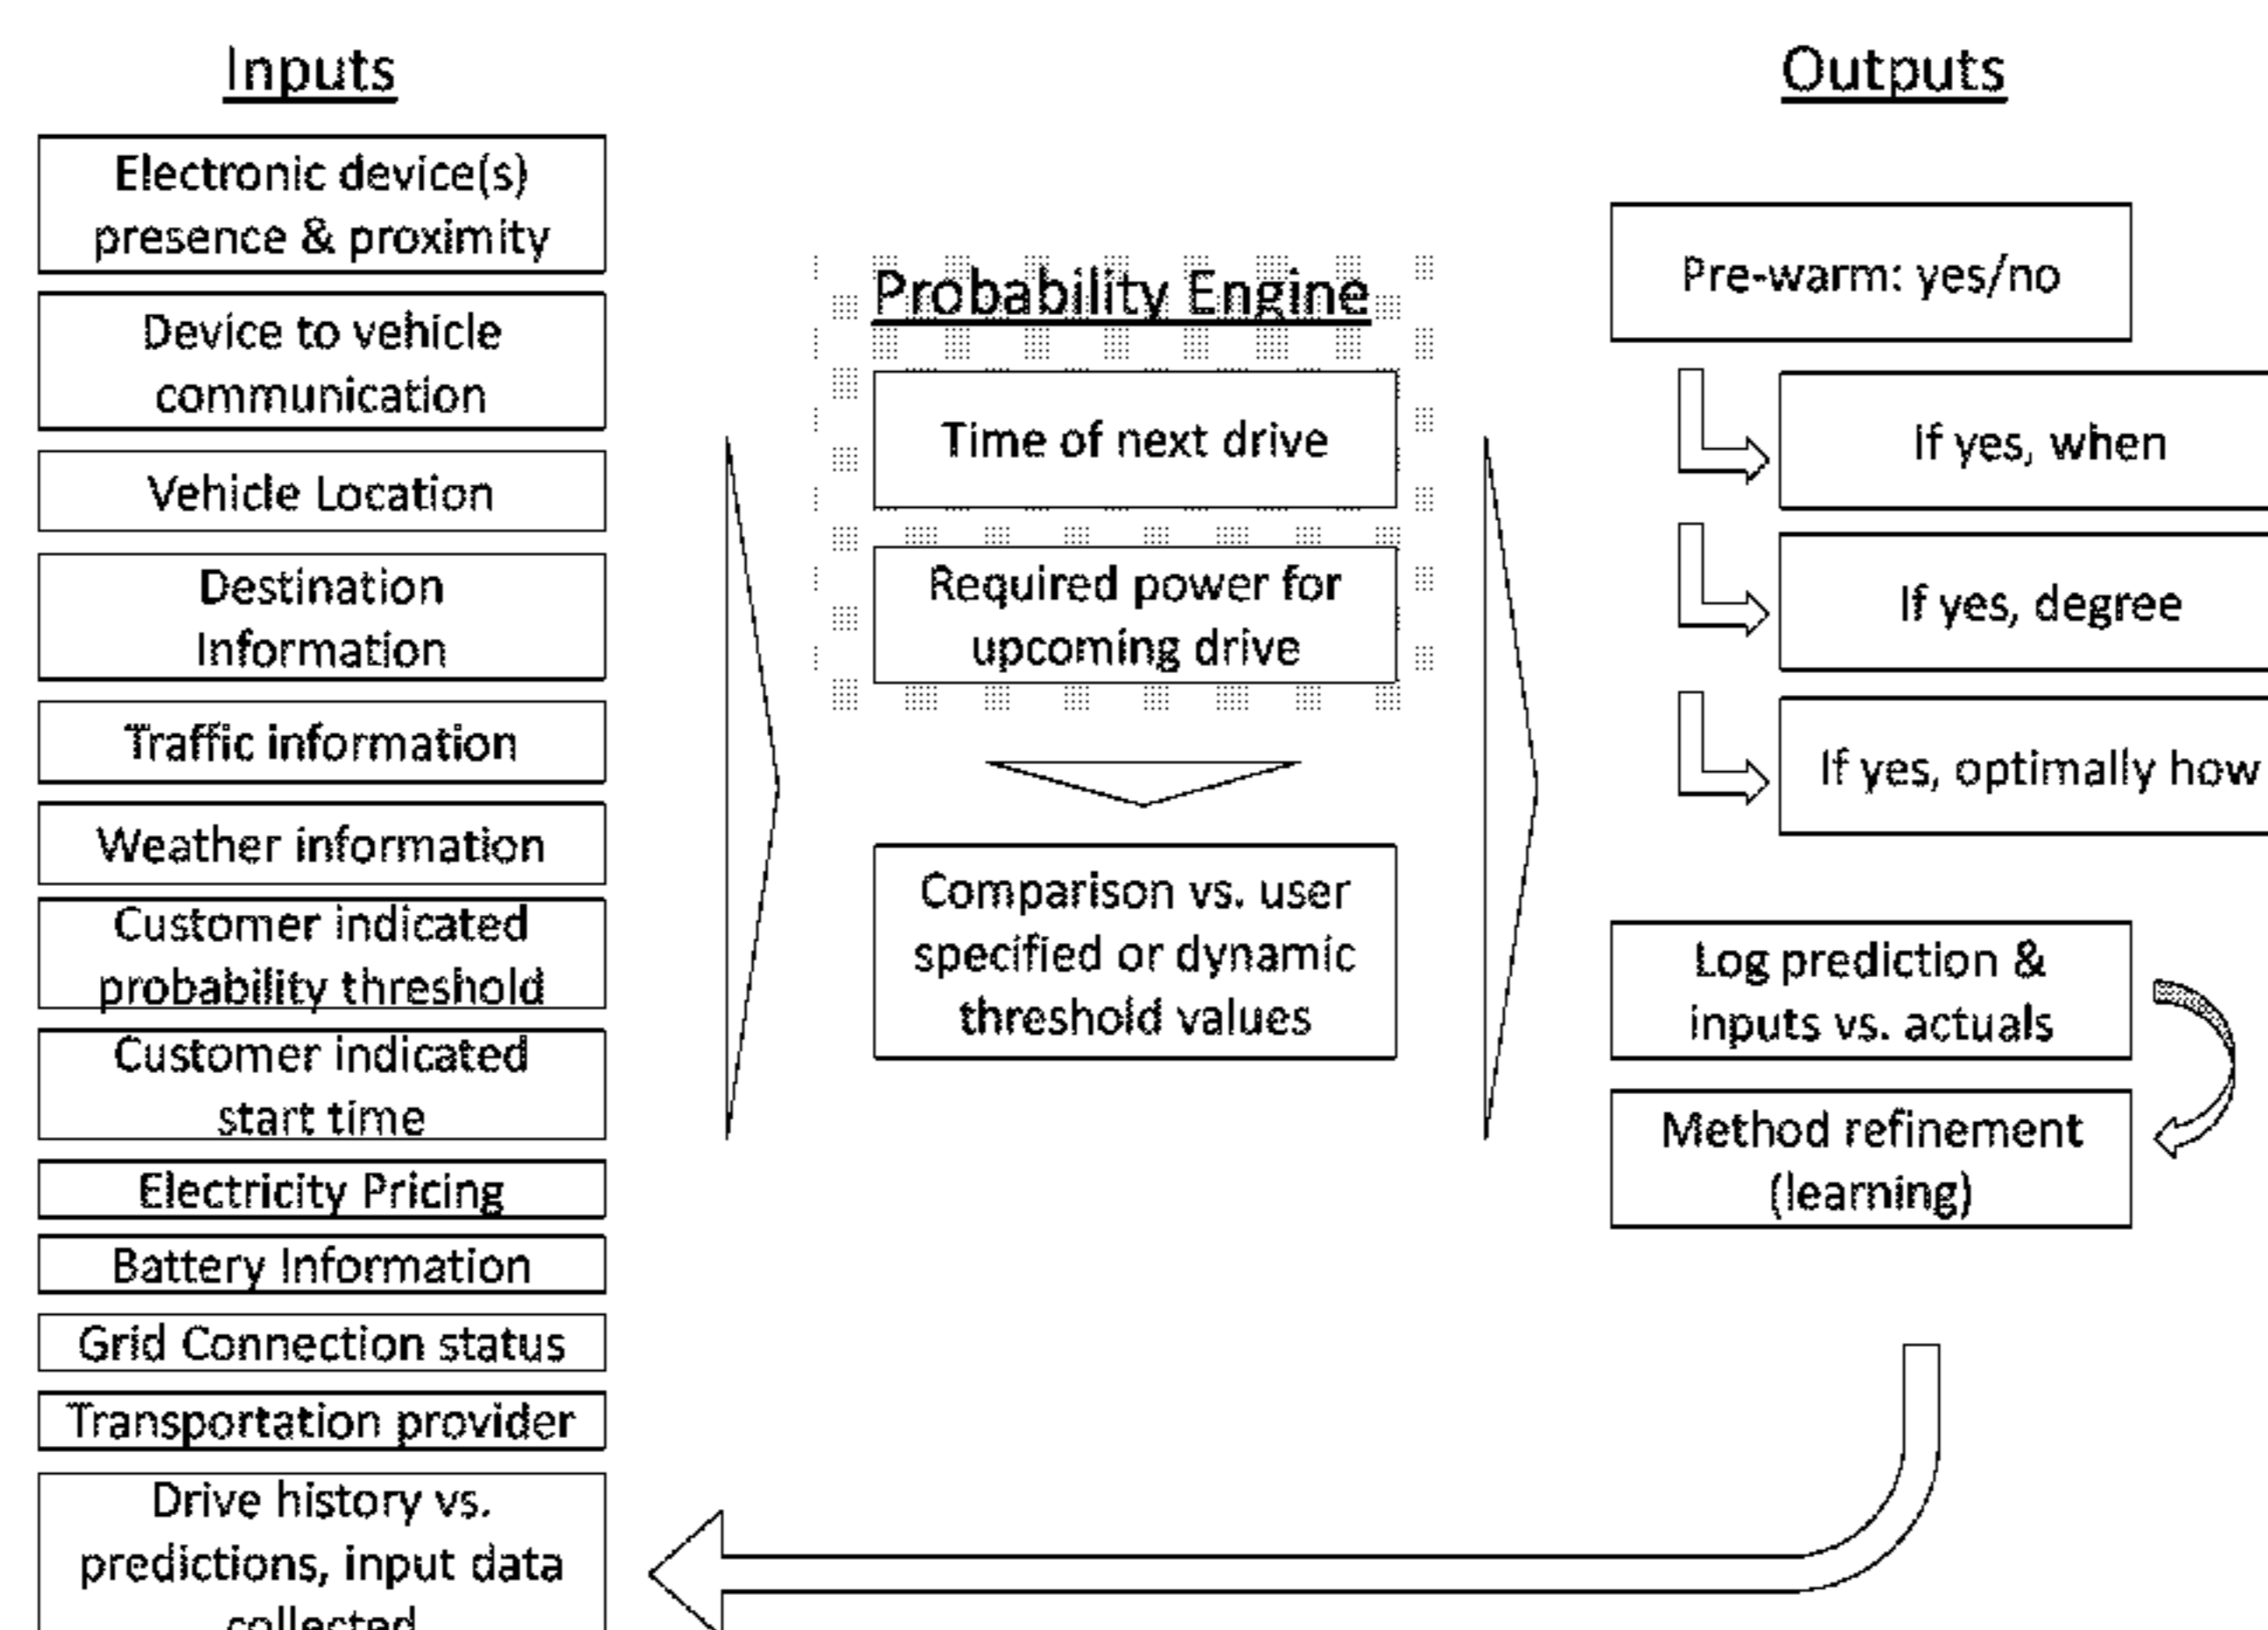 Inputs
Electronic device(s)
presence & proximity
Device to vehicle
communication
Vehicle Location
Destination
Information
Traffic information
Weather information
Customer indicated
probability threshold
Customer indicated
start time
Electricity Pricing
Battery Information
Grid Connection status
Transportation provider
Drive history vs.
predictions, input data
collected
Probability Engine
Time of next drive
Required power for
upcoming drive
Comparison vs. user
specified or dynamic
threshold values
Outputs
Pre-warm: yes/no
If yes, when
If yes, degree
If yes, optimally how
Log prediction &
inputs vs. actuals
Method refinement
(learning)